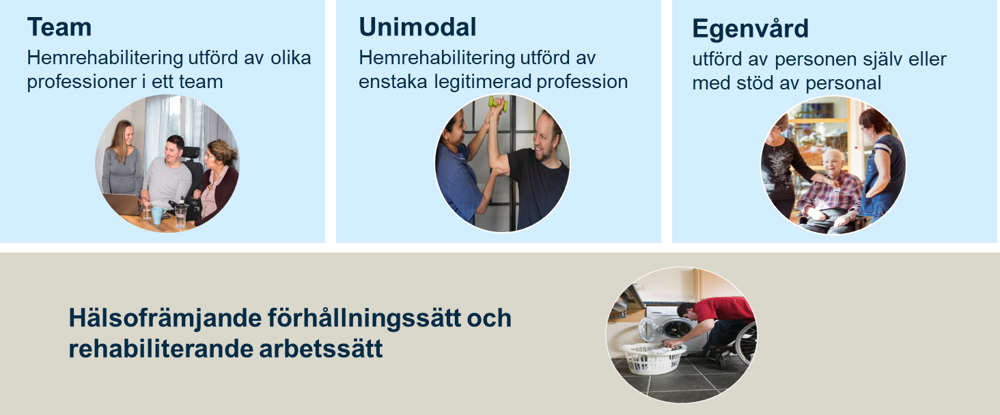 Team
Hemrehabilitering utförd av olika
professioner i ett team
Unimodal
Hemrehabilitering utförd av
enstaka legitimerad profession
Egenvård
utförd av personen själv eller
med stöd av personal
Hälsofrämjande förhållningssätt och
rehabiliterande arbetssätt